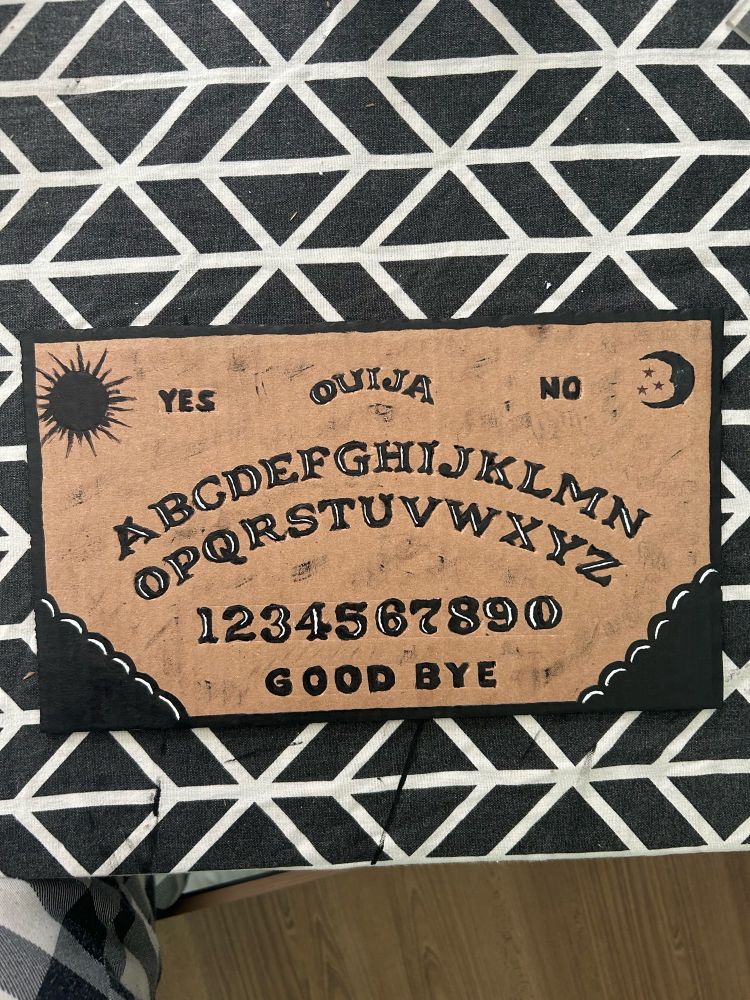 YES OUIJA NO
ABCDEFGHIJKLMN
OPQRSTUVWXYZ
1234567890
GOOD BYE